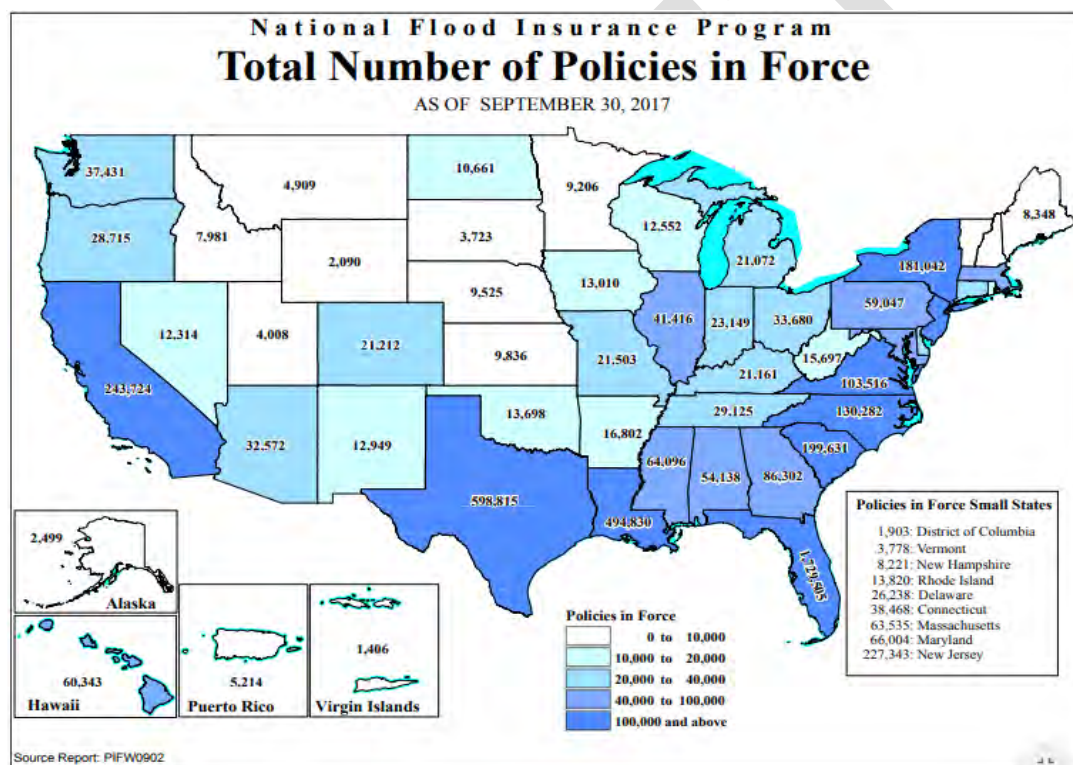 National Flood Insurance Program
Total Number of Policies in Force
AS OF SEPTEMBER 30, 2017
37,431
4,909
10,661
9,206
8,348
28,715
7,981
2,090
3,723
12,552
21,072
181,042
9,525
13,010
59,047
12,314
4,008
21,212
9,836
41,416
23,149
33,680
15,697
21,503
21,161
103,516
243,724
29,125
130,282
32,572
12,949
13,698
16,802
199,631
64,096
54,138
86,302
598,815
494,830
1,729,505
2,499
Alaska
60,343
Hawaii
5,214
Puerto Rico
1,406
Virgin Islands
Policies in Force
0 to 10,000
10,000 to 20,000
20,000 to 40,000
40,000 to 100,000
100,000 and above
Policies in Force Small States
1,903: District of Columbia
3,778: Vermont
8,221: New Hampshire
13,820: Rhode Island
26,238: Delaware
38,468: Connecticut
63,535: Massachusetts
66,004: Maryland
227,343: New Jersey
Source Report: PIFW0902